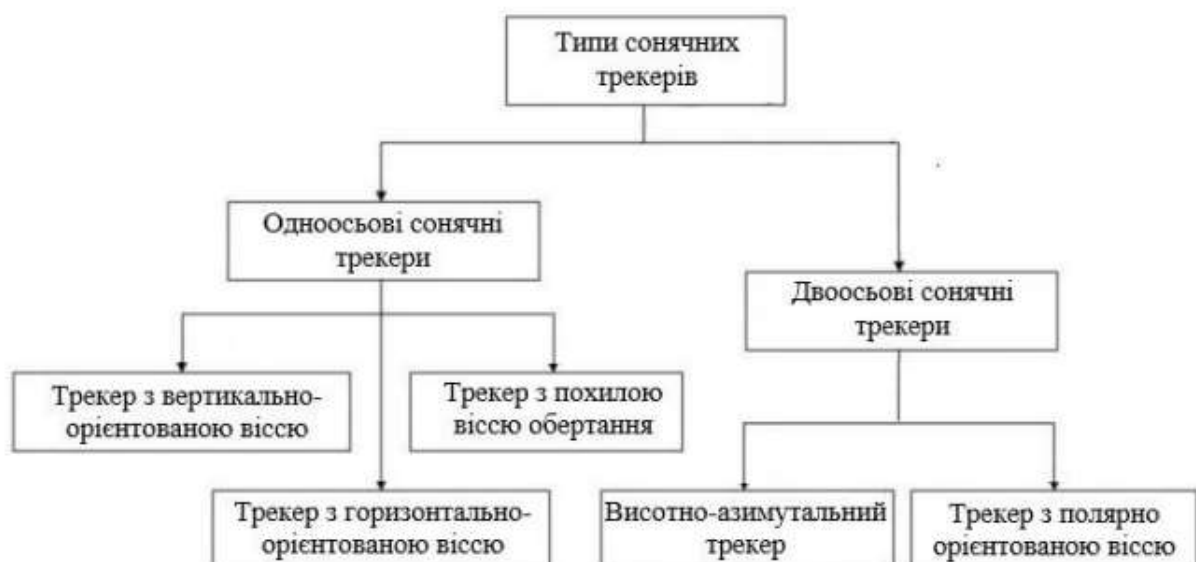 Типи сонячних
трекерів
Одноосьові сонячні
трекери
Двоосьові сонячні
трекери
Трекер з вертикально-
орієнтованою віссю
Трекер з похилою
віссю обертання
Трекер з горизонтально-
орієнтованою віссю
Висотно-азимутальний
трекер
Трекер з полярно
орієнтованою віссю